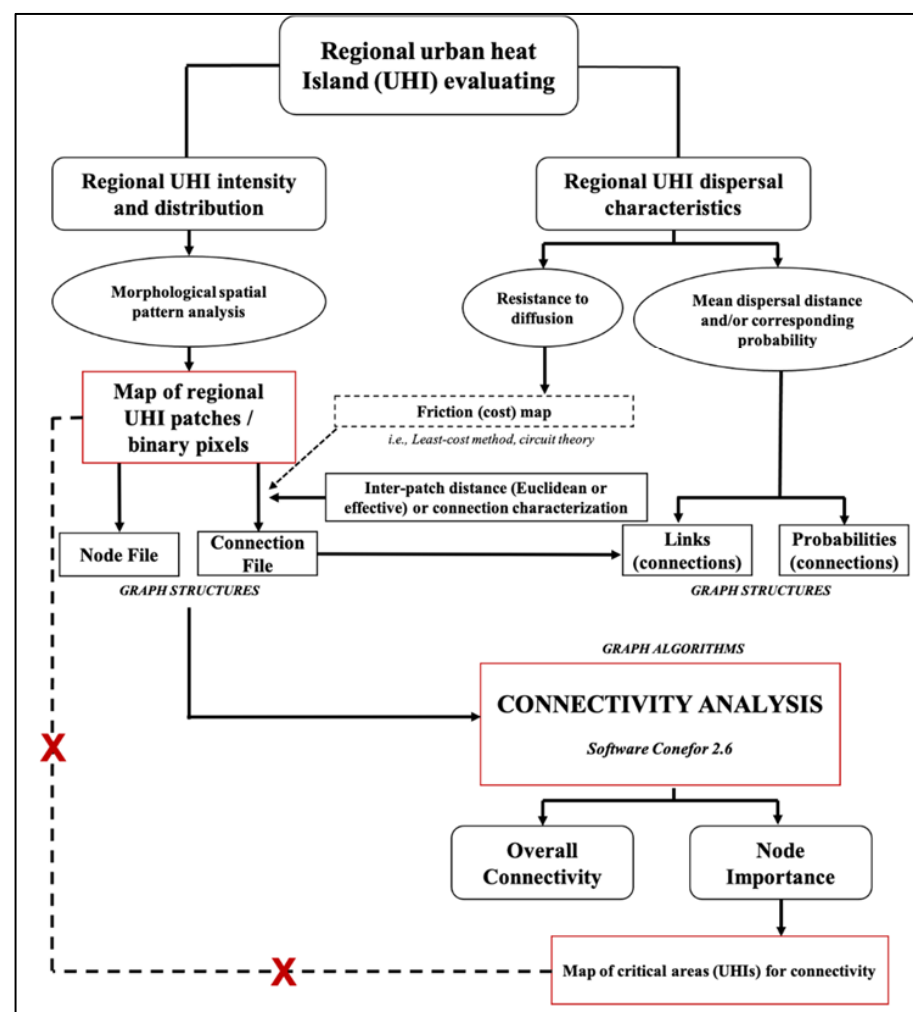 Regional urban heat
Island (UHI) evaluating
Regional UHI intensity
and distribution
Regional UHI dispersal
characteristics
Morphological spatial
pattern analysis
Resistance to
diffusion
Mean dispersal distance
and/or corresponding
probability
Map of regional
UHI patches /
binary pixels
Friction (cost) map
i.e., Least-cost method, circuit theory
Inter-patch distance (Euclidean or
effective) or connection characterization
Node File
Connection
File
Links
(connections)
Probabilities
(connections)
GRAPH STRUCTURES
GRAPH STRUCTURES
GRAPH ALGORITHMS
CONNECTIVITY ANALYSIS
Software Conefor 2.6
X
Overall
Connectivity
Node
Importance
Map of critical areas (UHIs) for connectivity
X